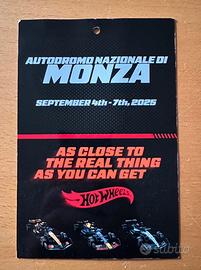 AUTODROMO NAZIONALE DI
MONZA
SEPTEMBER 4th - 7th, 2025
AS CLOSE TO
THE REAL THING
AS YOU CAN GET
HOT WHEELS
subito